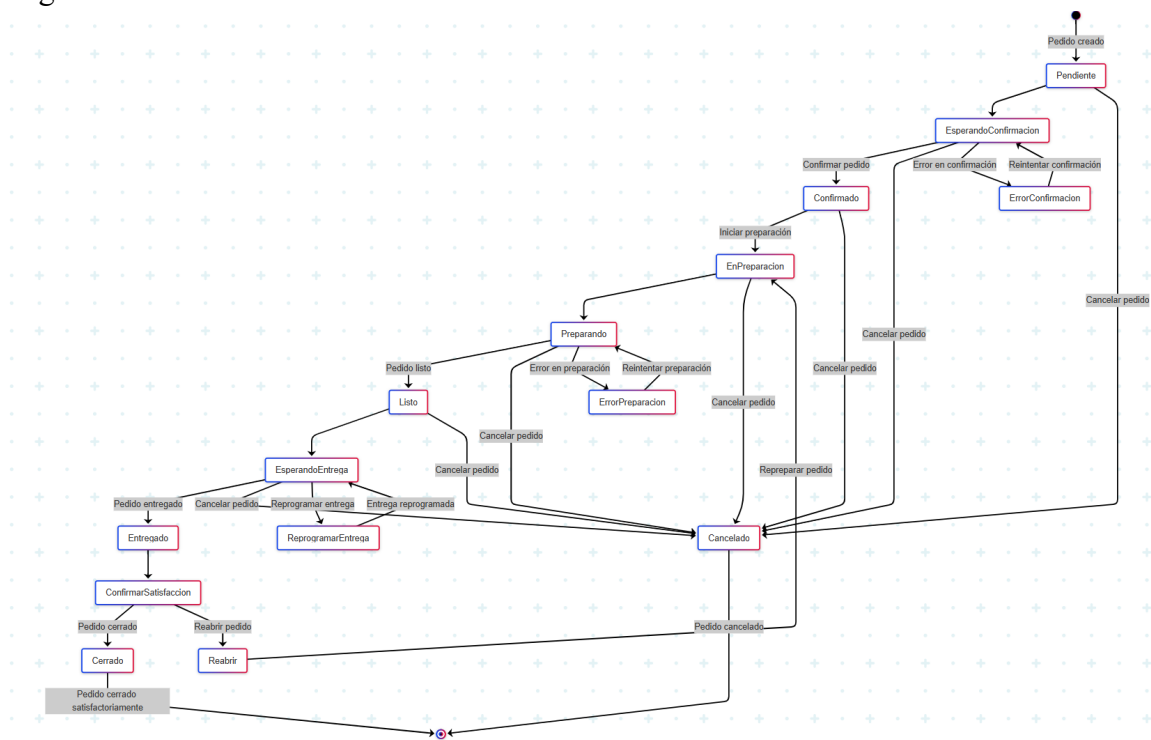 Pedido creado
Pendiente
EsperandoConfirmacion
Confirmar pedido
Error en confirmación
Reintentar confirmación
Confirmado
ErrorConfirmacion
Iniciar preparación
EnPreparacion
Cancelar pedido
Preparando
Cancelar pedido
Pedido listo
Error en preparación
Reintentar preparación
Cancelar pedido
Listo
ErrorPreparacion
Cancelar pedido
Cancelar pedido
EsperandoEntrega
Cancelar pedido
Repreparar pedido
Pedido entregado
Cancelar pedido
Reprogramar entrega
Entrega reprogramada
Entregado
ReprogramarEntrega
Cancelado
ConfirmarSatisfaccion
Pedido cerrado
Reabrir pedido
Pedido cancelado
Cerrado
Reabrir
Pedido cerrado
satisfactoriamente